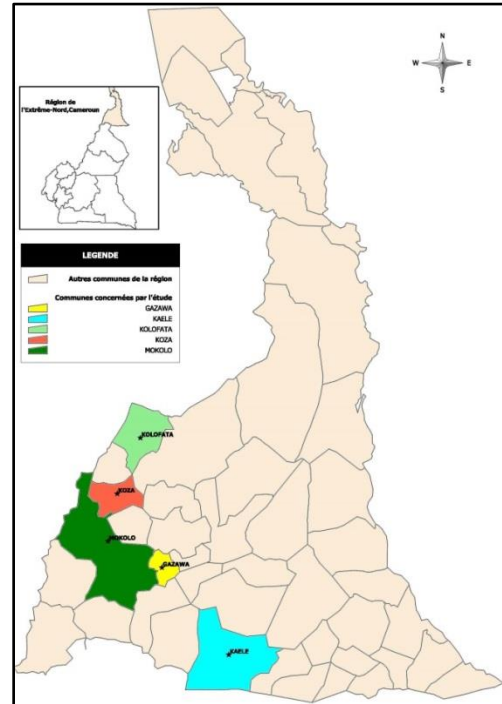 N
W E
S
Région de
l'Extrême-Nord,Cameroun
LEGENDE
Autres communes de la région
Communes concernées par l'étude
GAZAWA
KAELE
KOLOFATA
KOZA
MOKOLO
KOLOFATA
KOZA
MOKOLO
GAZAWA
KAELE